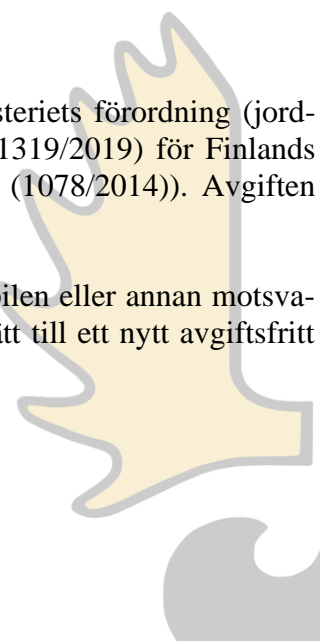 steriets förordning (jord-
1319/2019) för Finlands
(1078/2014)). Avgiften
bilen eller annan motsva-
ätt till ett nytt avgiftsfritt